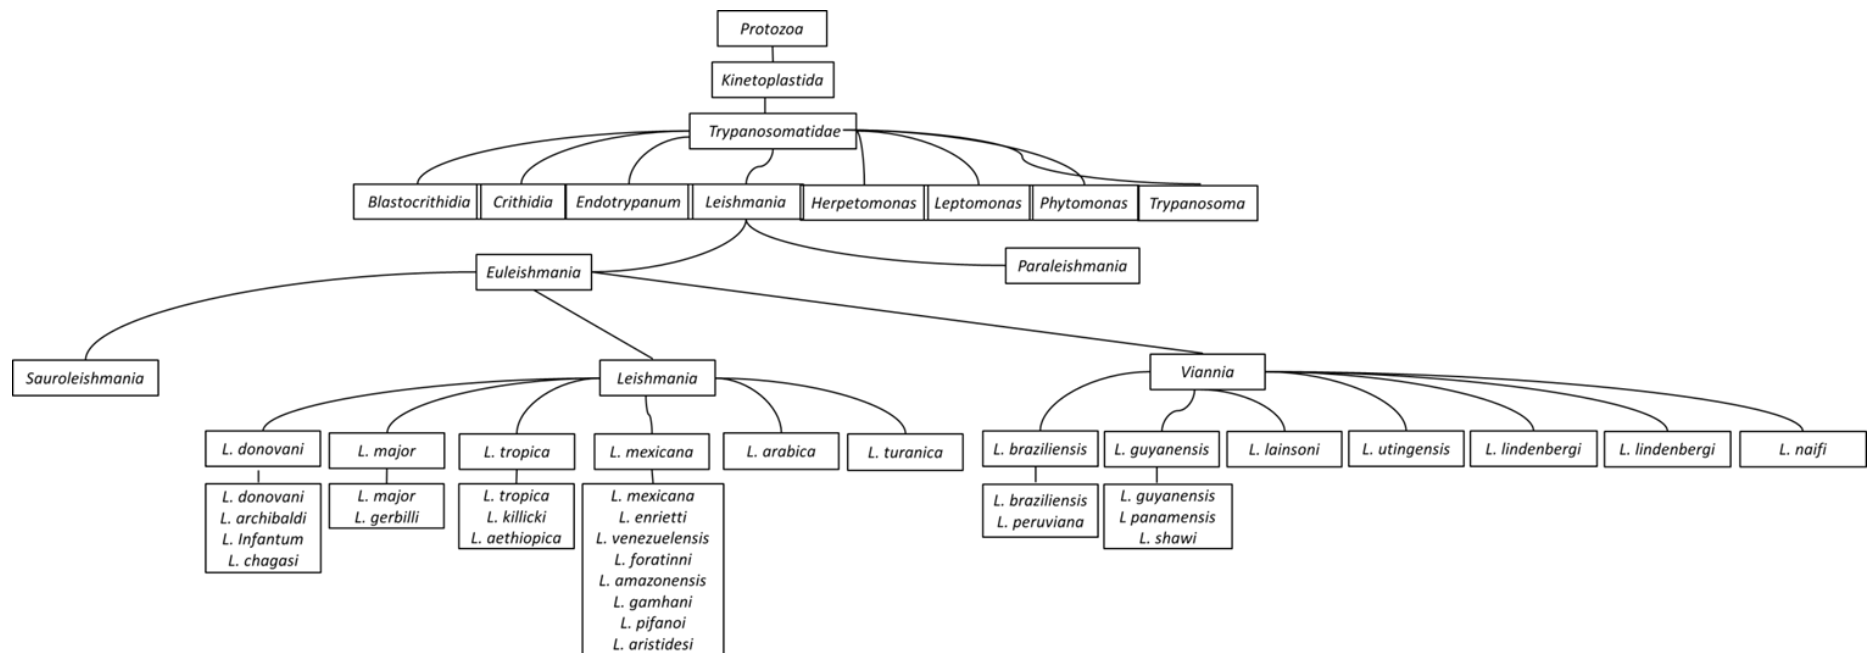 Protozoa
Kinetoplastida
Trypanosomatidae
Blastocrithidia
Crithidia
Endotrypanum
Leishmania
Herpetomonas
Leptomonas
Phytomonas
Trypanosoma
Euleishmania
Paraleishmania
Sauroleishmania
Leishmania
Viannia
L. donovani
L. major
L. tropica
L. mexicana
L. arabica
L. turanica
L. braziliensis
L. guyanensis
L. lainsoni
L. utingensis
L. lindenbergi
L. lindenbergi
L. naifi
L. donovani
L. archibaldi
L. Infantum
L. chagasi
L. major
L. gerbilli
L. tropica
L. killicki
L. aethiopica
L. mexicana
L. enrietti
L. venezuelensis
L. foratinni
L. amazonensis
L. gamhani
L. pifanoi
L. aristidesi
L. braziliensis
L. peruviana
L. guyanensis
L panamensis
L. shawi